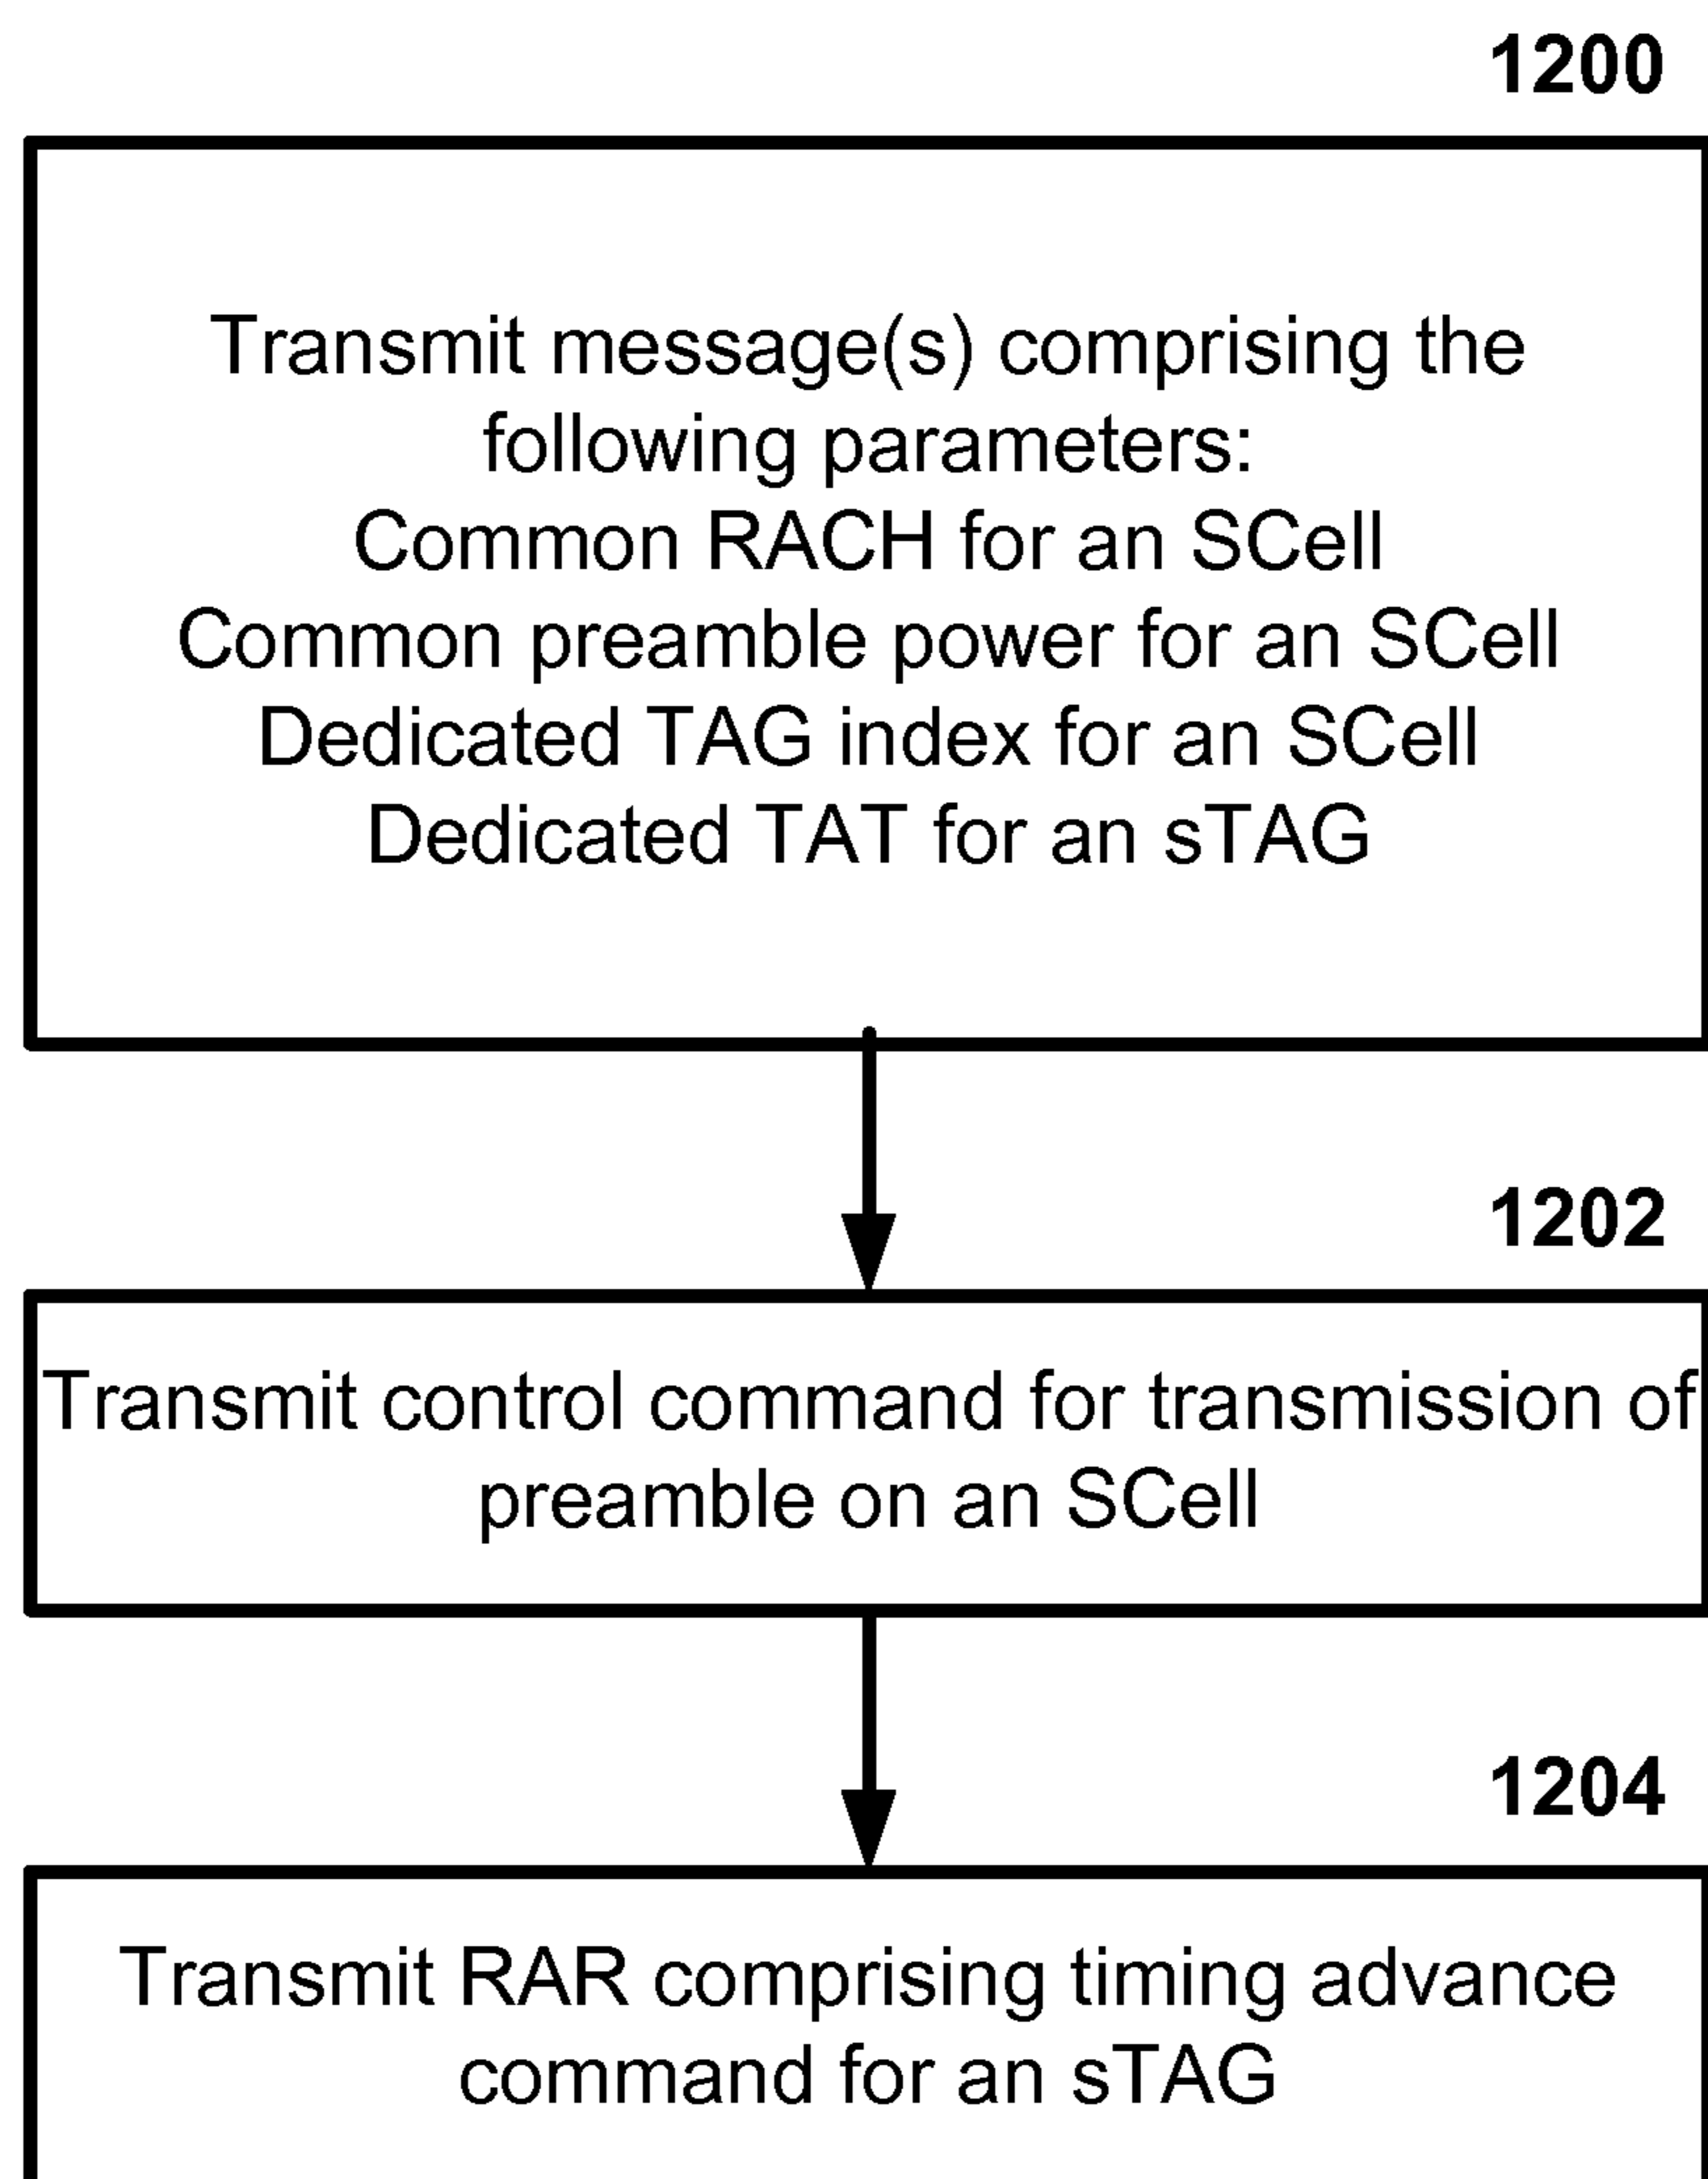 1200
Transmit message(s) comprising the
following parameters:
Common RACH for an SCell
Common preamble power for an SCell
Dedicated TAG index for an SCell
Dedicated TAT for an sTAG
1202
Transmit control command for transmission of
preamble on an SCell
1204
Transmit RAR comprising timing advance
command for an sTAG